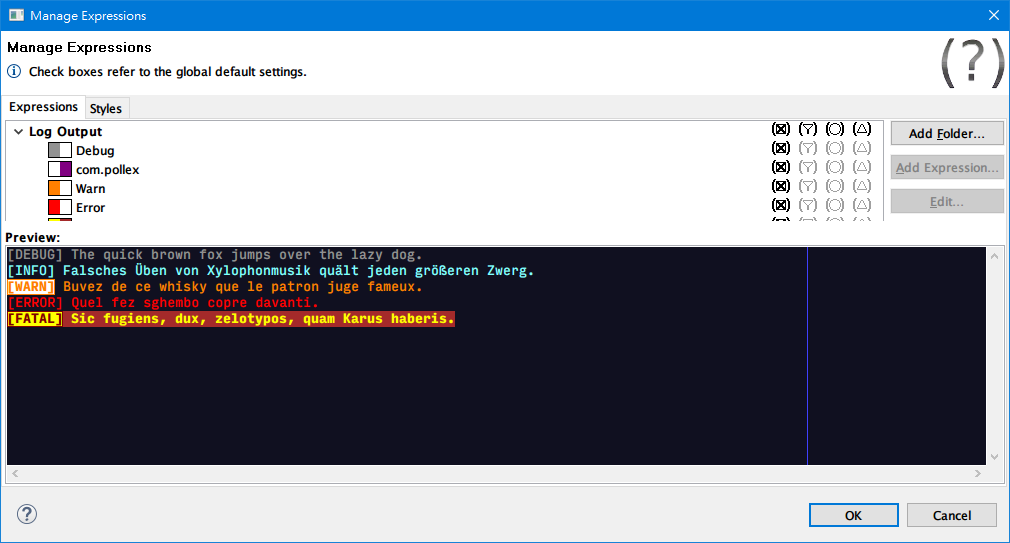 Manage Expressions
Manage Expressions
Check boxes refer to the global default settings.
(?)
Expressions
Styles
Log Output
Debug
com.pollex
Warn
Error
Add Folder...
Add Expression...
Edit...
Preview:
[DEBUG] The quick brown fox jumps over the lazy dog.
[INFO] Falsches Üben von Xylophonmusik quält jeden größeren Zwerg.
[WARN] Buvez de ce whisky que le patron juge fameux.
[ERROR] Quel fez sghembo copre davanti.
[FATAL] Sic fugiens, dux, zelotypos, quam Karus haberis.
?
OK
Cancel